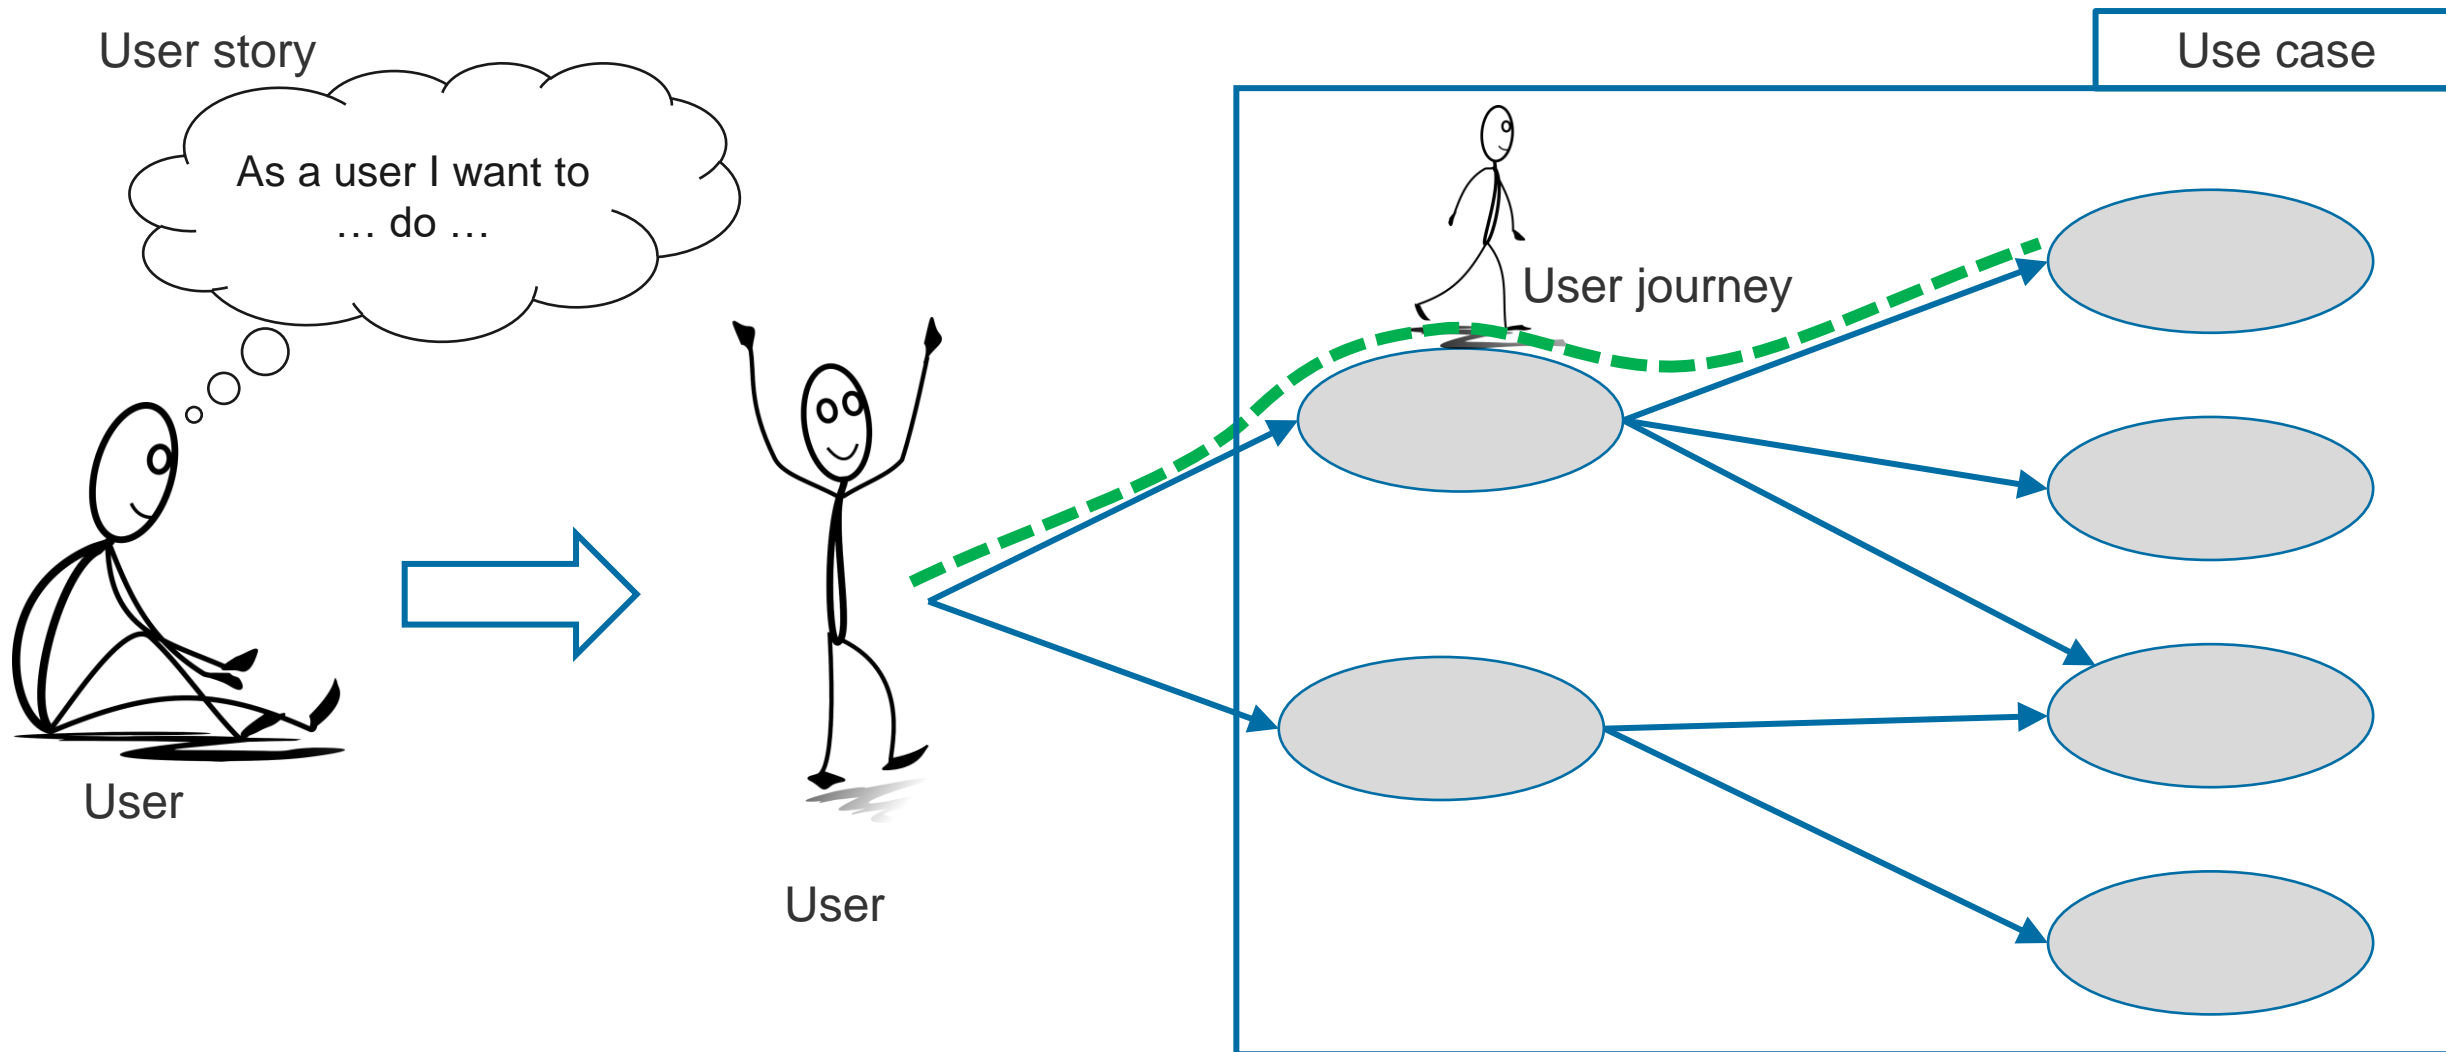 User story
As a user I want to
… do …
User
User
User journey
Use case